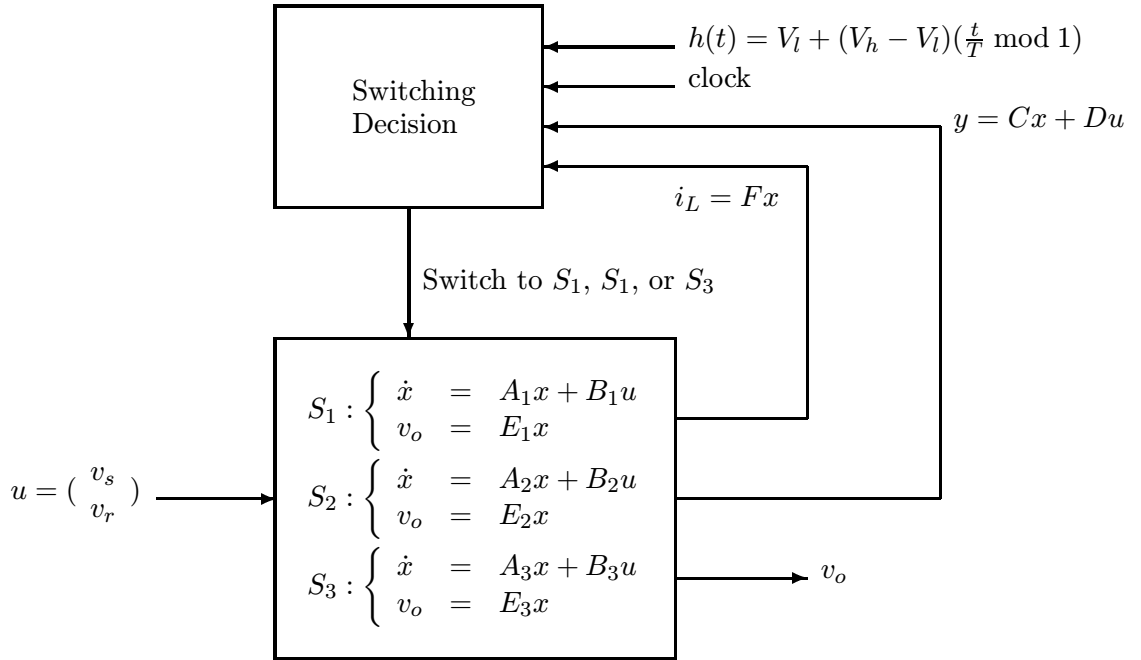 h(t) = V_l + (V_h − V_l)(t/T mod 1)
Switching
Decision
clock
y = Cx + Du
i_L = Fx
Switch to S_1, S_1, or S_3
S_1 : { ẋ = A_1x + B_1u
v_o = E_1x
u = ( v_s
v_r )
S_2 : { ẋ = A_2x + B_2u
v_o = E_2x
S_3 : { ẋ = A_3x + B_3u
v_o = E_3x
v_o